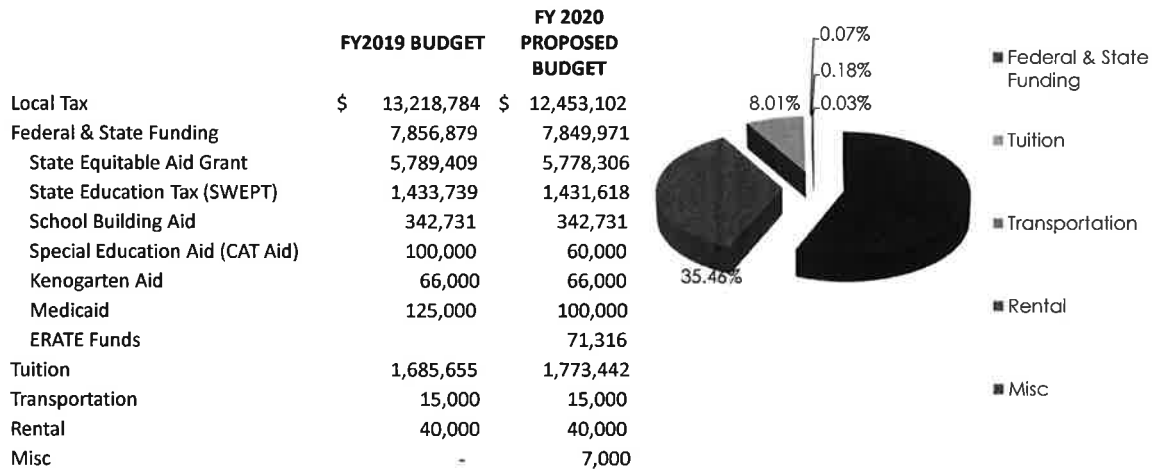 FY2019 BUDGET
FY 2020
PROPOSED
BUDGET
Local Tax $ 13,218,784 $ 12,453,102
Federal & State Funding 7,856,879 7,849,971
State Equitable Aid Grant 5,789,409 5,778,306
State Education Tax (SWEPT) 1,433,739 1,431,618
School Building Aid 342,731 342,731
Special Education Aid (CAT Aid) 100,000 60,000
Kenogarten Aid 66,000 66,000
Medicaid 125,000 100,000
ERATE Funds 71,316
Tuition 1,685,655 1,773,442
Transportation 15,000 15,000
Rental 40,000 40,000
Misc - 7,000
0.07%
0.18%
8.01% 0.03%
35.46%
Federal & State
Funding
Tuition
Transportation
Rental
Misc